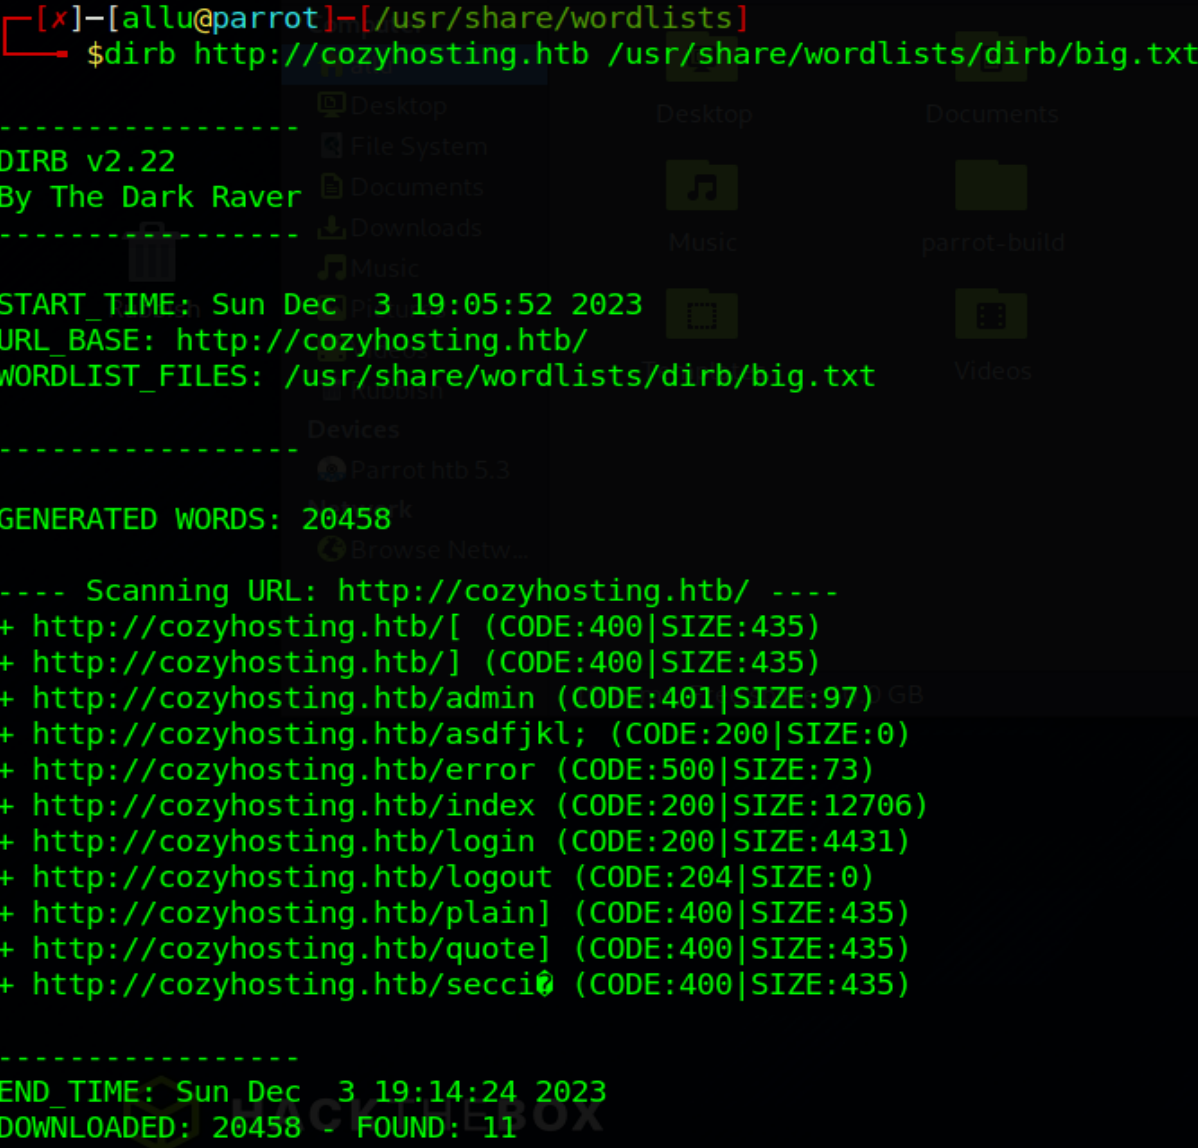 [✗]─[allu@parrot]─[/usr/share/wordlists]
$dirb http://cozyhosting.htb /usr/share/wordlists/dirb/big.txt
-----------------
DIRB v2.22
By The Dark Raver
-----------------
START_TIME: Sun Dec  3 19:05:52 2023
URL_BASE: http://cozyhosting.htb/
WORDLIST_FILES: /usr/share/wordlists/dirb/big.txt
-----------------
GENERATED WORDS: 20458
---- Scanning URL: http://cozyhosting.htb/ ----
+ http://cozyhosting.htb/[ (CODE:400|SIZE:435)
+ http://cozyhosting.htb/] (CODE:400|SIZE:435)
+ http://cozyhosting.htb/admin (CODE:401|SIZE:97)
+ http://cozyhosting.htb/asdfjkl; (CODE:200|SIZE:0)
+ http://cozyhosting.htb/error (CODE:500|SIZE:73)
+ http://cozyhosting.htb/index (CODE:200|SIZE:12706)
+ http://cozyhosting.htb/login (CODE:200|SIZE:4431)
+ http://cozyhosting.htb/logout (CODE:204|SIZE:0)
+ http://cozyhosting.htb/plain] (CODE:400|SIZE:435)
+ http://cozyhosting.htb/quote] (CODE:400|SIZE:435)
+ http://cozyhosting.htb/secci� (CODE:400|SIZE:435)
-----------------
END_TIME: Sun Dec  3 19:14:24 2023
DOWNLOADED: 20458 - FOUND: 11
Desktop
File System
Documents
Downloads
Music
Rubbish
Devices
Parrot htb 5.3
Browse Netw...
Desktop
Documents
Music
parrot-build
Videos
GB
HACKTHEBOX